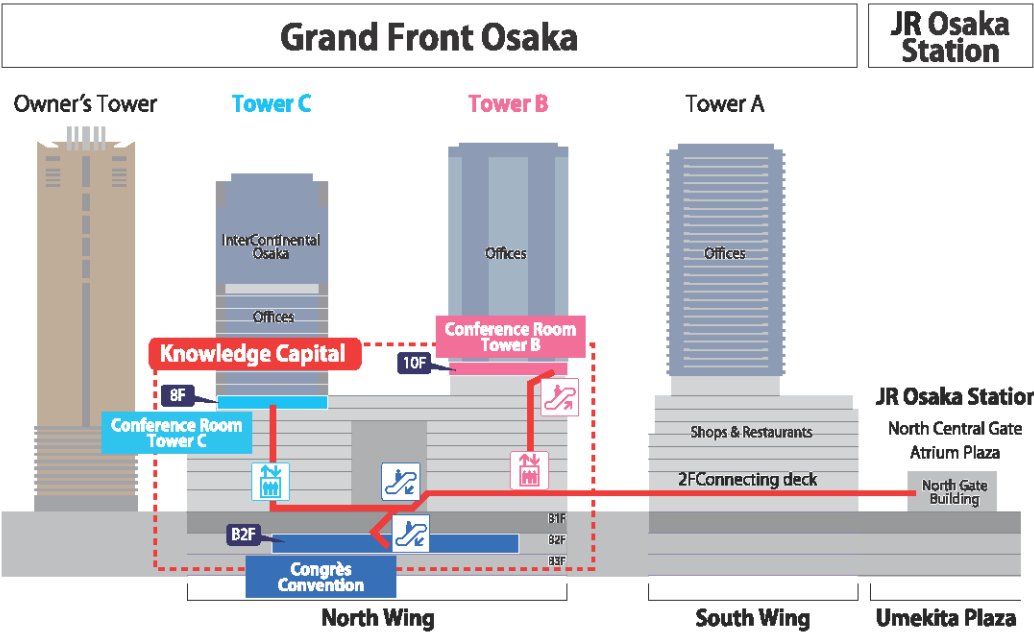 Grand Front Osaka
JR Osaka
Station
Owner's Tower
Tower C
Tower B
Tower A
InterContinental
Osaka
Offices
Offices
Offices
Conference Room
Tower B
Knowledge Capital
10F
8F
Conference Room
Tower C
JR Osaka Station
North Central Gate
Atrium Plaza
Shops & Restaurants
2FConnecting deck
North Gate
Building
B1F
B2F
B2F
B3F
Congrès
Convention
North Wing
South Wing
Umekita Plaza